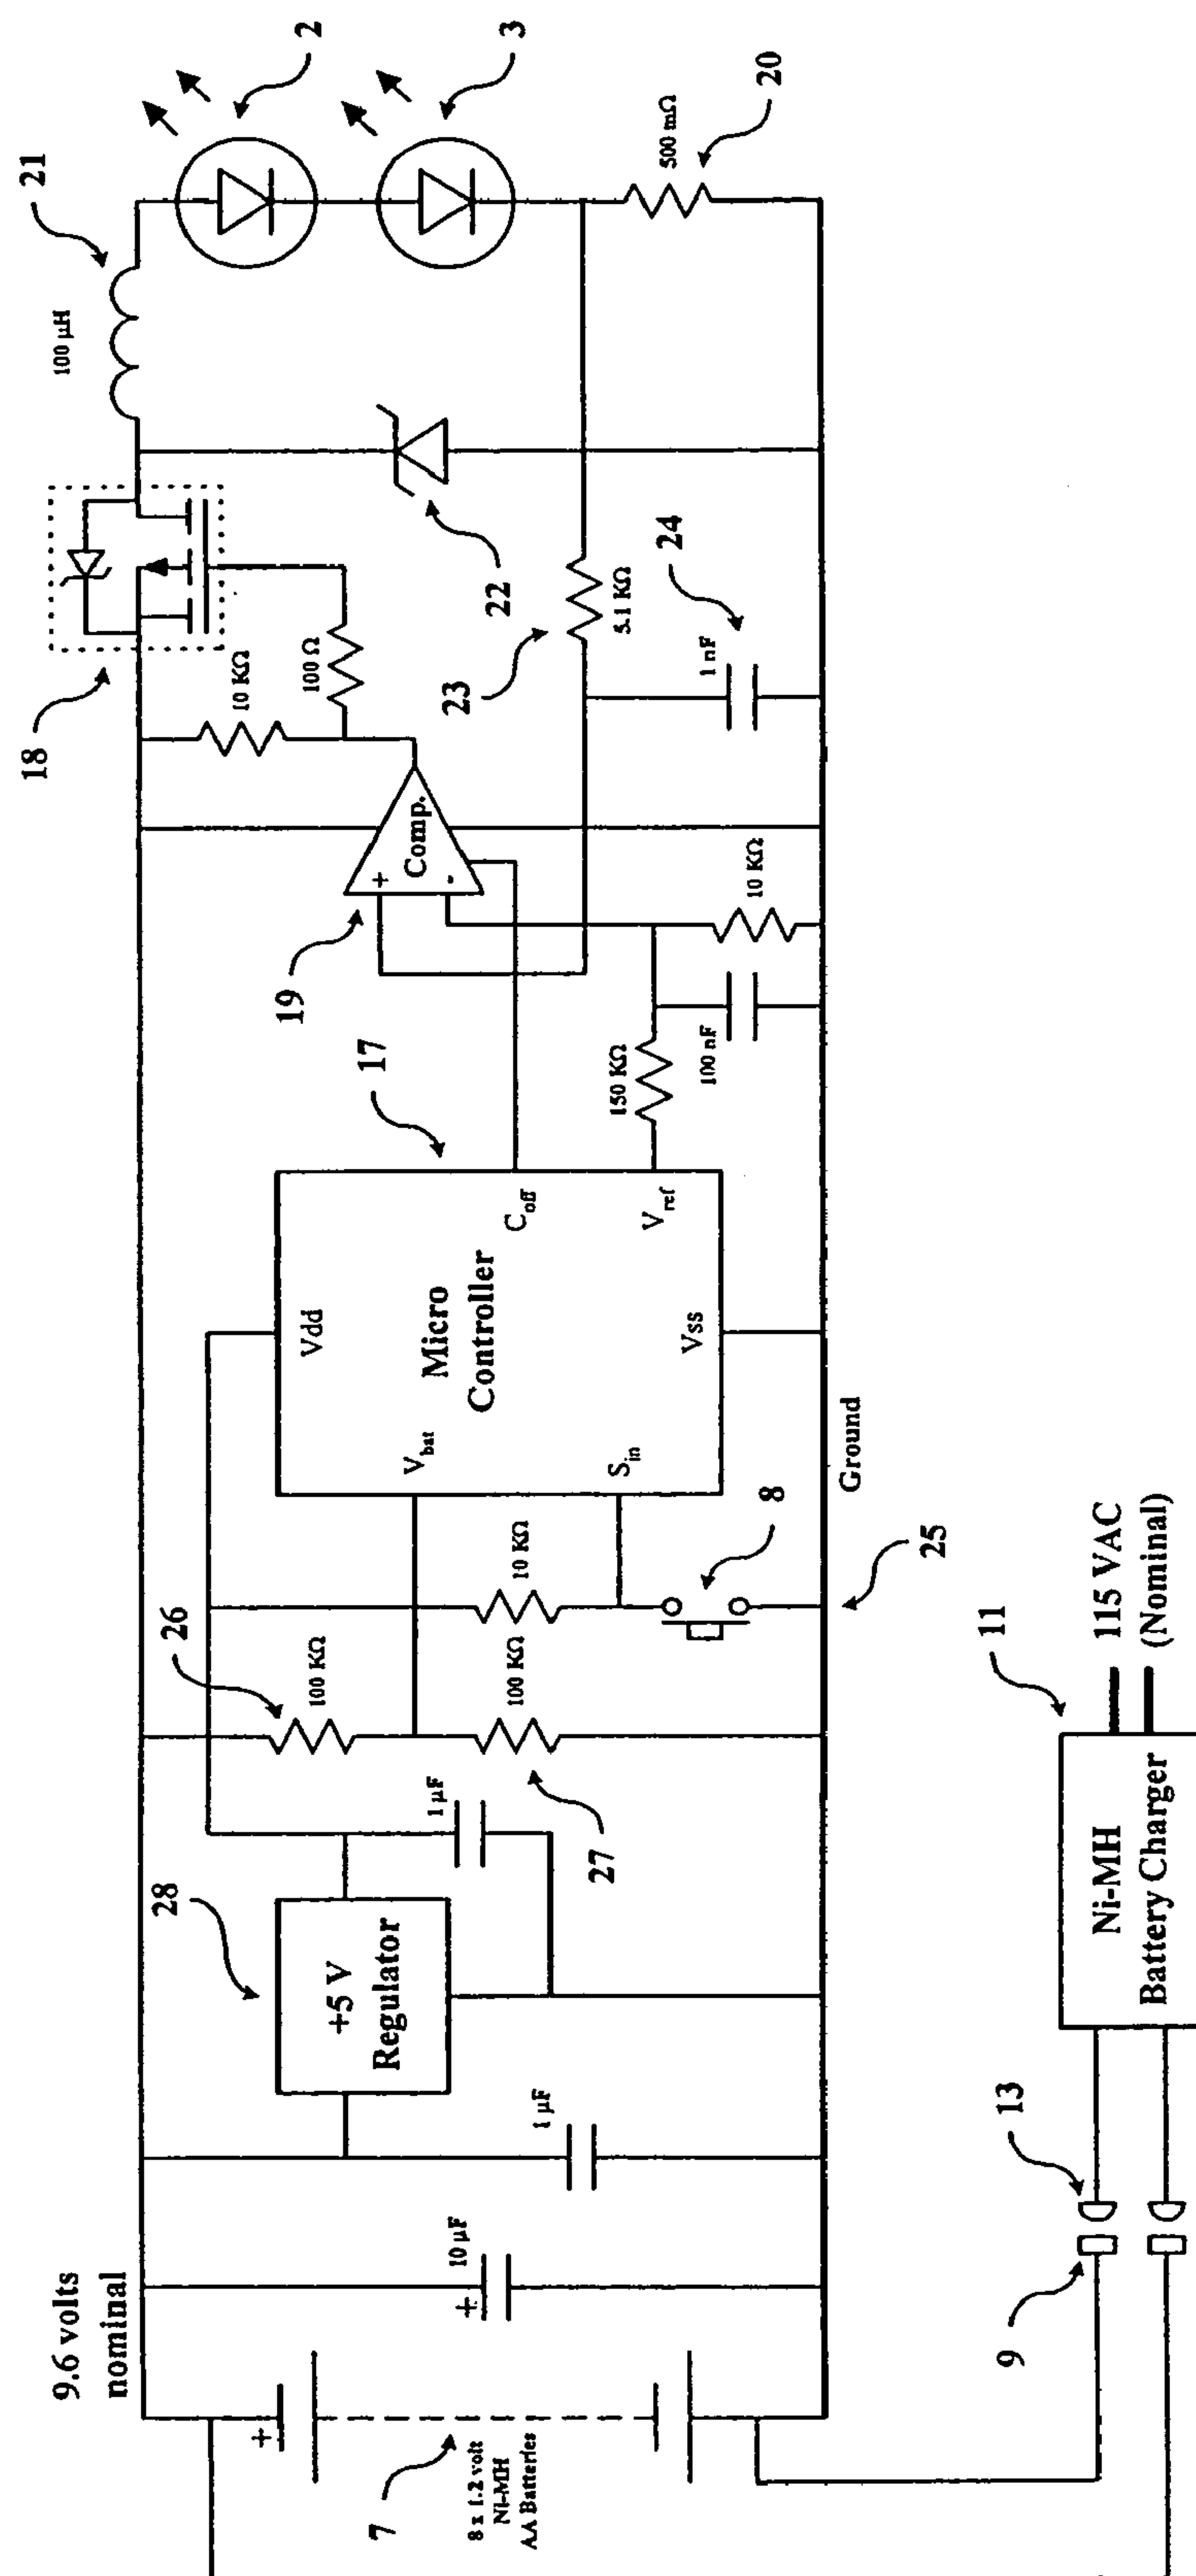 9.6 volts
nominal
+
7
8 x 1.2 volt
Ni-MH
AA Batteries
+
10 µF
1 µF
28
+5 V
Regulator
1 µF
27
26
100 KΩ
100 KΩ
10 KΩ
8
25
Ground
17
Vdd
Micro
Controller
Vbat
Sin
Vss
Coff
Vref
150 KΩ
100 nF
10 KΩ
19
+
-
Comp.
18
10 KΩ
100 Ω
23
5.1 KΩ
1 nF
24
22
21
100 µH
2
3
500 mΩ
20
9
13
11
Ni-MH
Battery Charger
115 VAC
(Nominal)